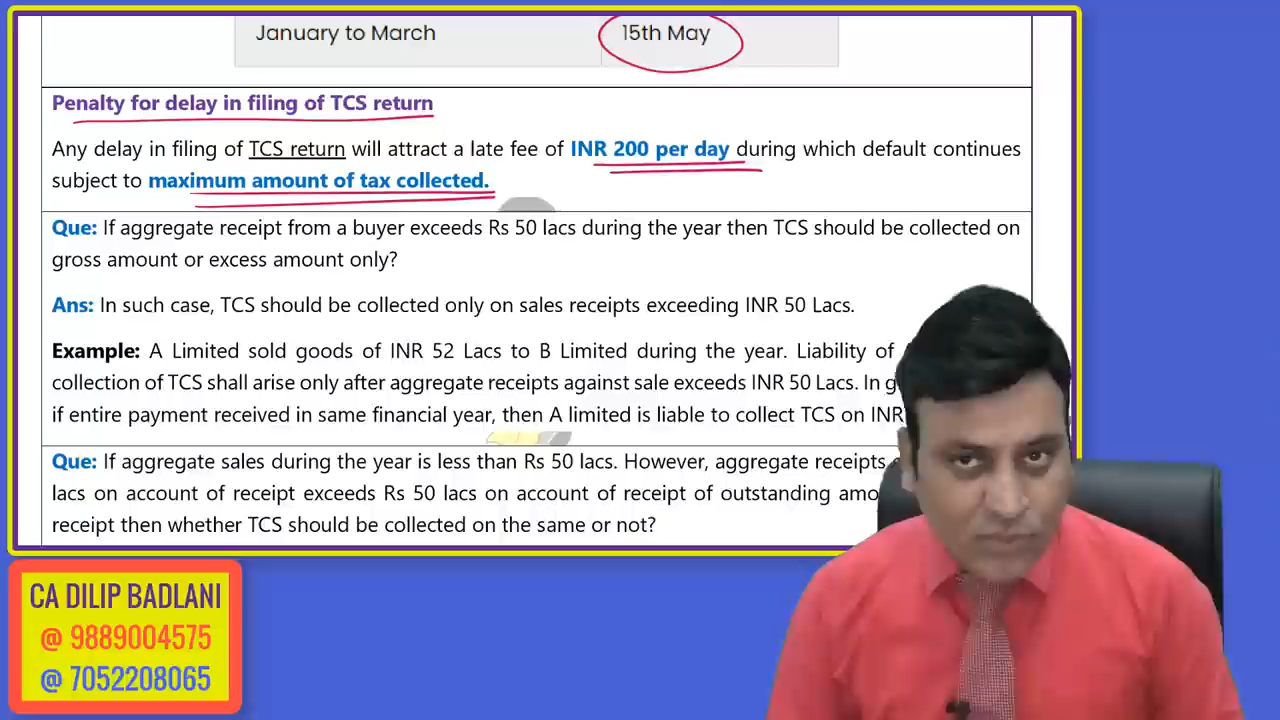 January to March 15th May
Penalty for delay in filing of TCS return
Any delay in filing of TCS return will attract a late fee of INR 200 per day during which default continues
subject to maximum amount of tax collected.
Que: If aggregate receipt from a buyer exceeds Rs 50 lacs during the year then TCS should be collected on
gross amount or excess amount only?
Ans: In such case, TCS should be collected only on sales receipts exceeding INR 50 Lacs.
Example: A Limited sold goods of INR 52 Lacs to B Limited during the year. Liability of
collection of TCS shall arise only after aggregate receipts against sale exceeds INR 50 Lacs. In
if entire payment received in same financial year, then A limited is liable to collect TCS on INR
Que: If aggregate sales during the year is less than Rs 50 lacs. However, aggregate receipts
lacs on account of receipt exceeds Rs 50 lacs on account of receipt of outstanding
receipt then whether TCS should be collected on the same or not?
CA DILIP BADLANI
@ 9889004575
@ 7052208065